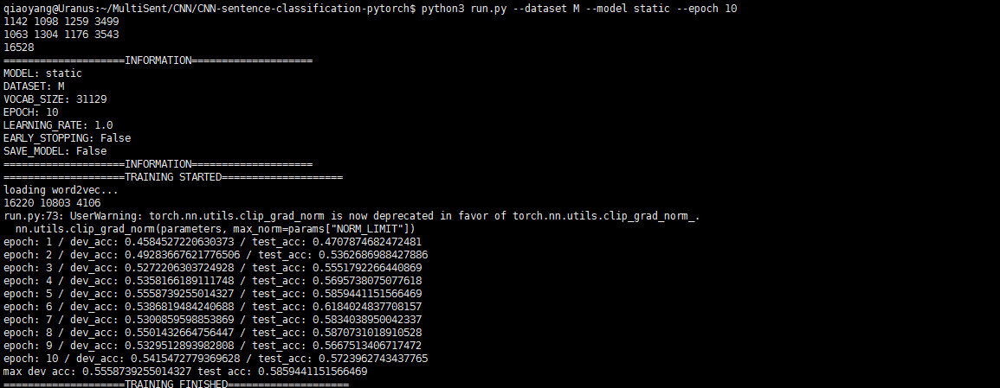 qiaoyang@Uranus:~/MultiSent/CNN/CNN-sentence-classification-pytorch$ python3 run.py --dataset M --model static --epoch 10
1142 1098 1259 3499
1063 1304 1176 3543
16528
====================INFORMATION====================
MODEL: static
DATASET: M
VOCAB_SIZE: 31129
EPOCH: 10
LEARNING_RATE: 1.0
EARLY_STOPPING: False
SAVE_MODEL: False
====================INFORMATION====================
====================TRAINING STARTED====================
loading word2vec...
16220 10803 4106
run.py:73: UserWarning: torch.nn.utils.clip_grad_norm is now deprecated in favor of torch.nn.utils.clip_grad_norm_.
  nn.utils.clip_grad_norm(parameters, max_norm=params["NORM_LIMIT"])
epoch: 1 / dev_acc: 0.4584527220630373 / test_acc: 0.4707874682472481
epoch: 2 / dev_acc: 0.49283667621776506 / test_acc: 0.5362686988427886
epoch: 3 / dev_acc: 0.5272206303724928 / test_acc: 0.5551792266440869
epoch: 4 / dev_acc: 0.5358166189111748 / test_acc: 0.5695738075077618
epoch: 5 / dev_acc: 0.5558739255014327 / test_acc: 0.5859441151566469
epoch: 6 / dev_acc: 0.5386819484240688 / test_acc: 0.6184024837708157
epoch: 7 / dev_acc: 0.5300859598853869 / test_acc: 0.5834038950042337
epoch: 8 / dev_acc: 0.5501432664756447 / test_acc: 0.5870731018910528
epoch: 9 / dev_acc: 0.5329512893982808 / test_acc: 0.5667513406717472
epoch: 10 / dev_acc: 0.5415472779369628 / test_acc: 0.5723962743437765
max dev acc: 0.5558739255014327 test acc: 0.5859441151566469
====================TRAINING FINISHED====================